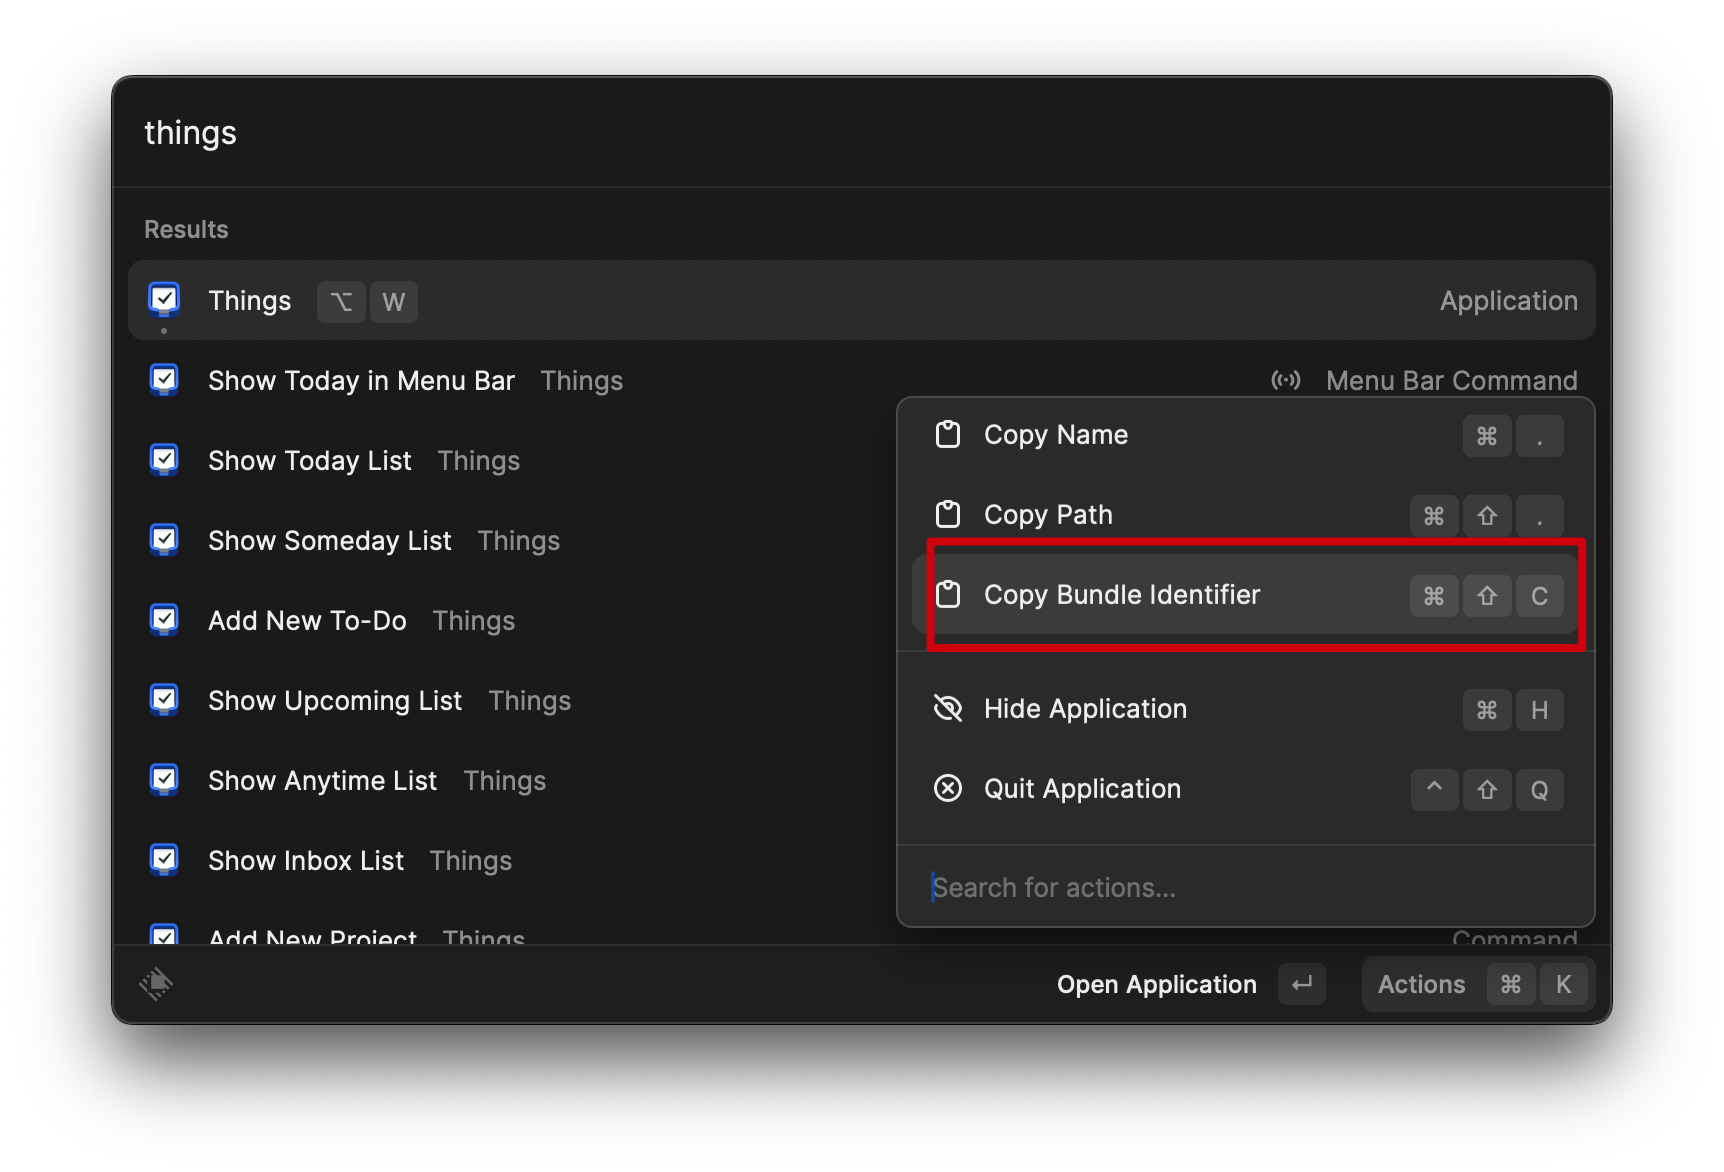 things
Results
Things ⌥ W Application
Show Today in Menu Bar Things Menu Bar Command
Show Today List Things
Show Someday List Things
Add New To-Do Things
Show Upcoming List Things
Show Anytime List Things
Show Inbox List Things
Add New Project Things Command
Copy Name ⌘ .
Copy Path ⌘ ⇧ .
Copy Bundle Identifier ⌘ ⇧ C
Hide Application ⌘ H
Quit Application ^ ⇧ Q
Search for actions...
Open Application ↵ Actions ⌘ K